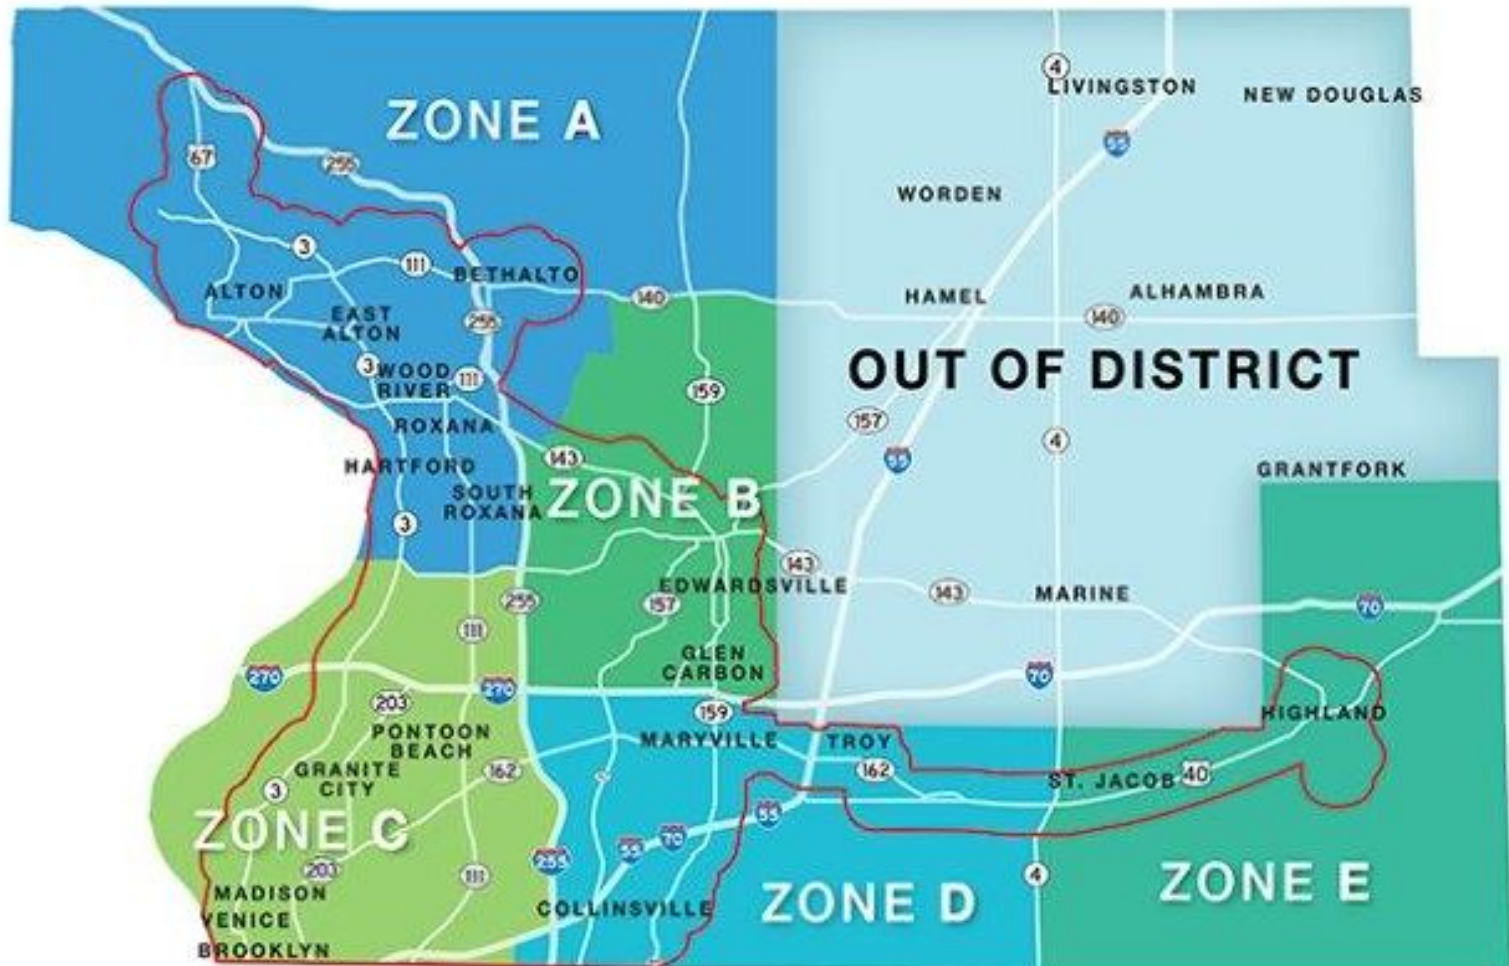 4
LIVINGSTON
NEW DOUGLAS
ZONE A
55
67
255
WORDEN
3
111
BETHALTO
ALTON
140
HAMEL
ALHAMBRA
EAST
ALTON
255
140
3
WOOD
RIVER
111
159
OUT OF DISTRICT
ROXANA
157
4
HARTFORD
143
55
GRANTFORK
SOUTH
ROXANA
ZONE B
3
143
EDWARDSVILLE
143
MARINE
255
157
70
111
GLEN
CARBON
270
270
70
203
159
HIGHLAND
PONTOON
BEACH
MARYVILLE
TROY
GRANITE
CITY
162
162
ST. JACOB
40
3
ZONE C
55
70
55
255
203
111
4
ZONE D
ZONE E
MADISON
VENICE
COLLINSVILLE
BROOKLYN